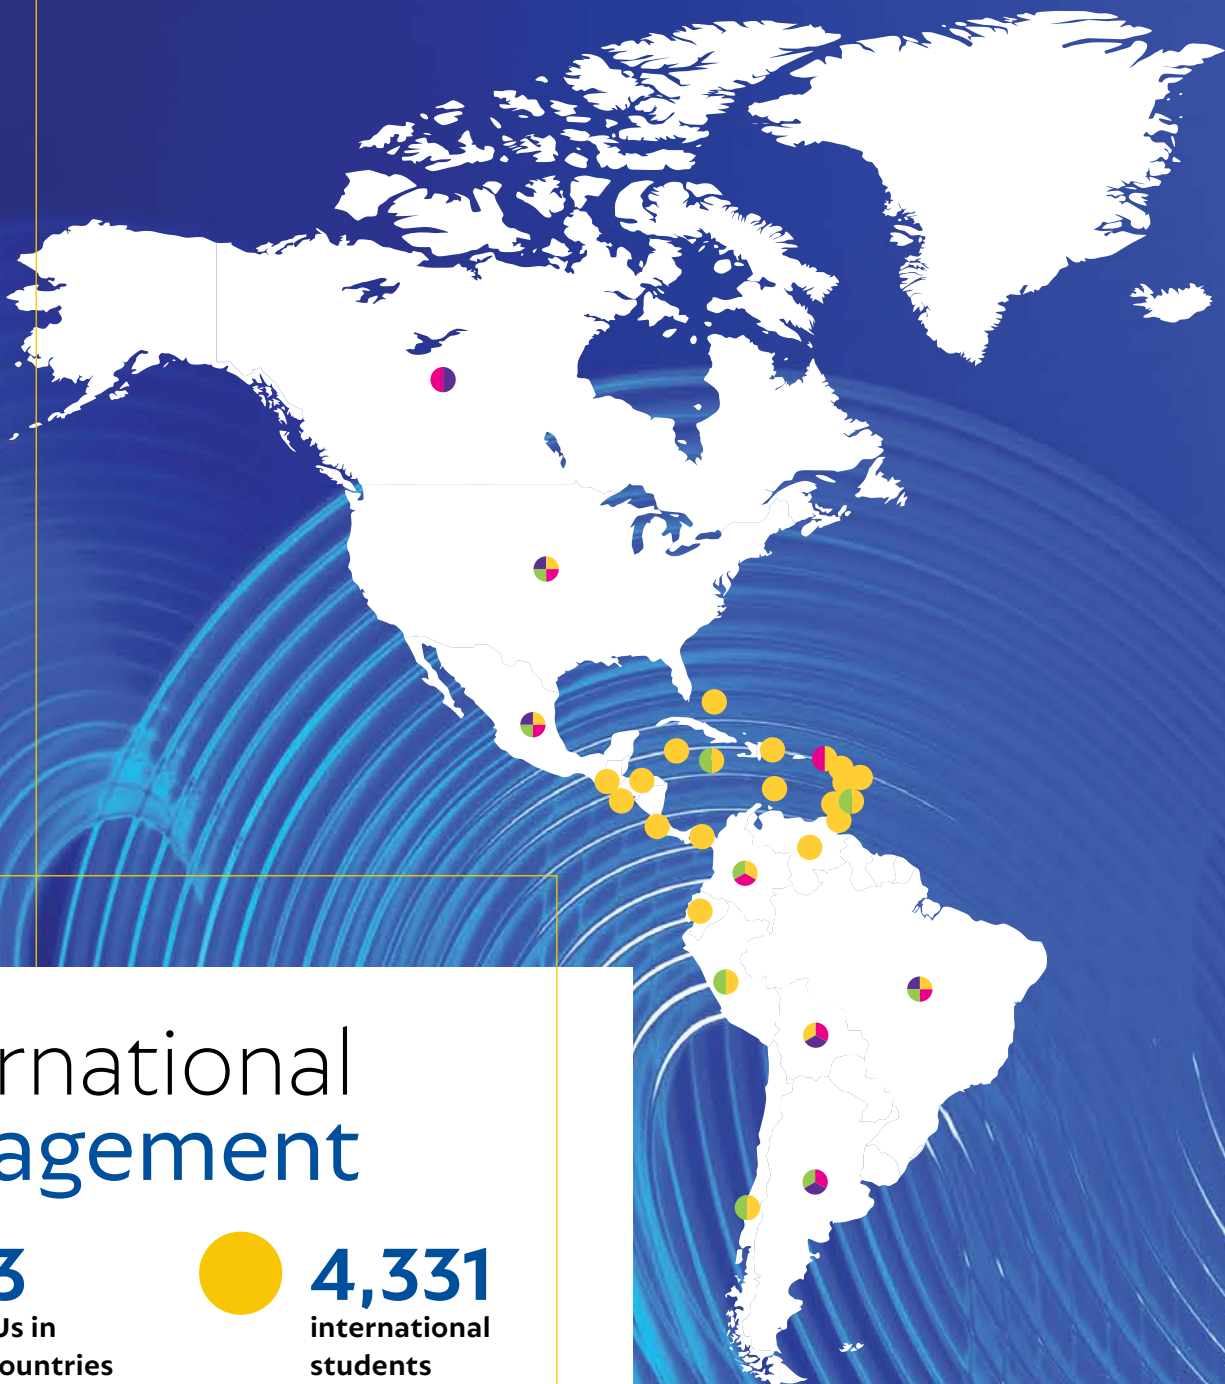 rnational
agement
3
Us in
ountries
4,331
international
students